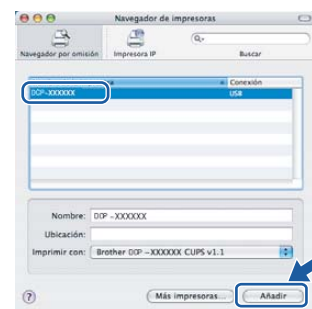 Navegador de impresoras
Navegador por omisión Impresora IP Buscar
Conexión
DCP-XXXXXX USB
Nombre: DCP -XXXXXX
Ubicación:
Imprimir con: Brother DCP -XXXXXX CUPS v1.1
? Más impresoras... Añadir